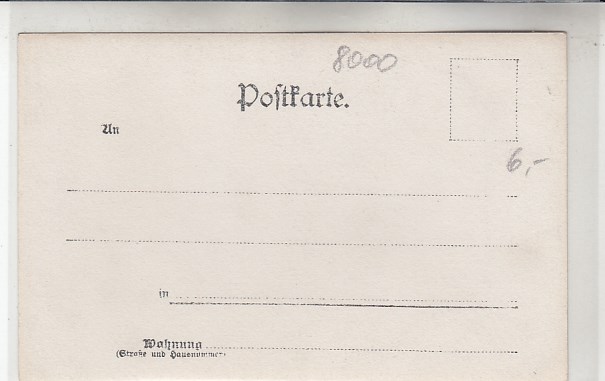 8000
Postkarte.
An
6,-
in
Wohnung
(Straße und Hausnummer)